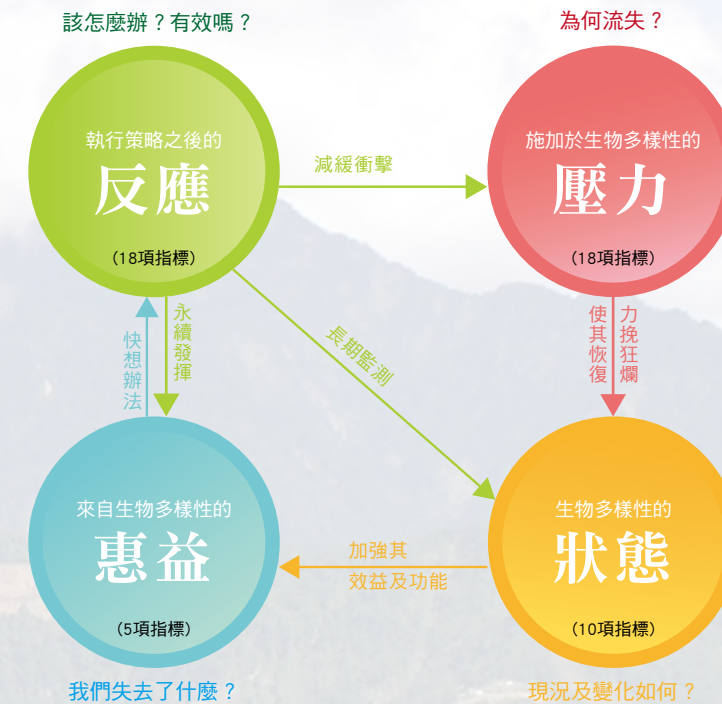 該怎麼辦？有效嗎？
為何流失？
執行策略之後的
反應
（18項指標）
減緩衝擊
施加於生物多樣性的
壓力
（18項指標）
快想辦法
永續發揮
長期監測
使其恢復
力挽狂爛
來自生物多樣性的
惠益
（5項指標）
加強其
效益及功能
生物多樣性的
狀態
（10項指標）
我們失去了什麼？
現況及變化如何？